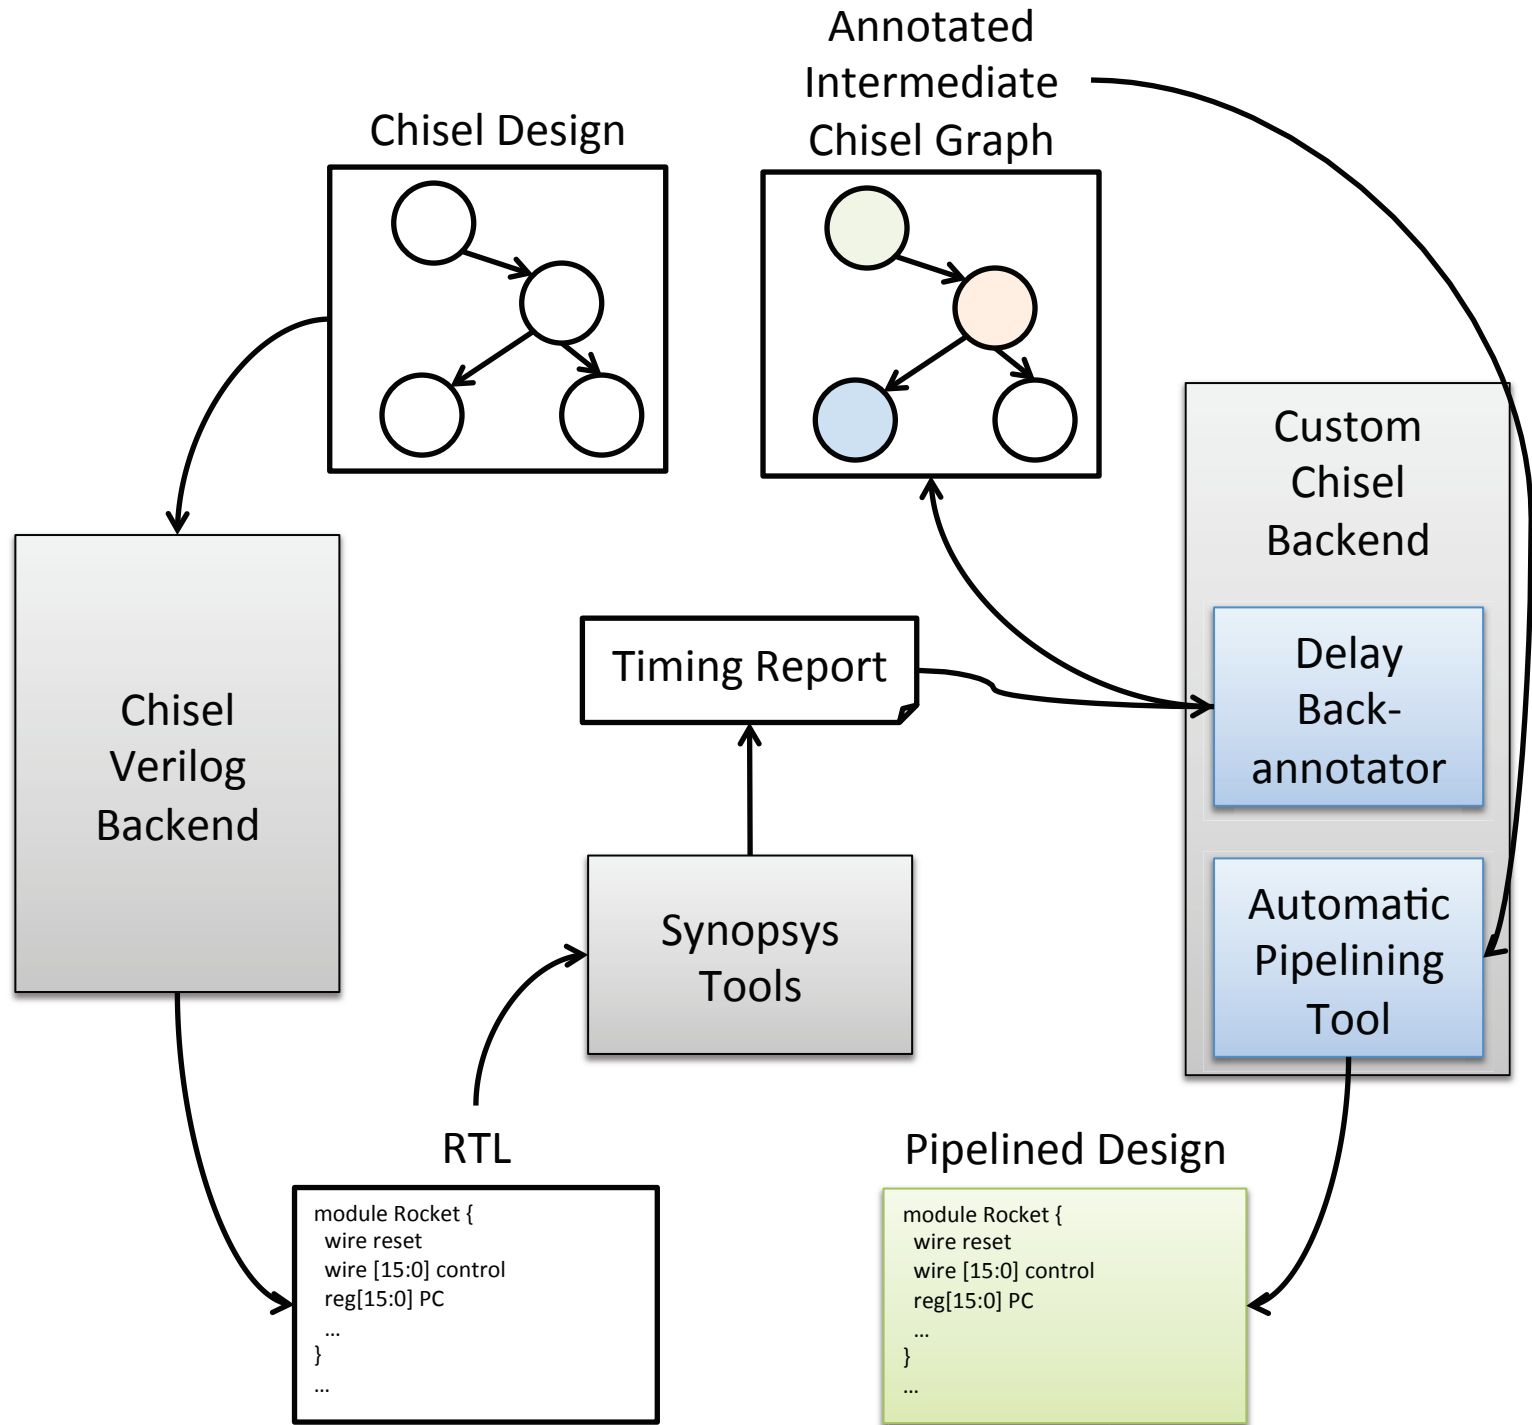 Annotated
Intermediate
Chisel Graph
Chisel Design
Custom
Chisel
Backend
Delay
Back-
annotator
Timing Report
Chisel
Verilog
Backend
Synopsys
Tools
Automatic
Pipelining
Tool
RTL
module Rocket {
wire reset
wire [15:0] control
reg[15:0] PC
...
}
...
Pipelined Design
module Rocket {
wire reset
wire [15:0] control
reg[15:0] PC
...
}
...